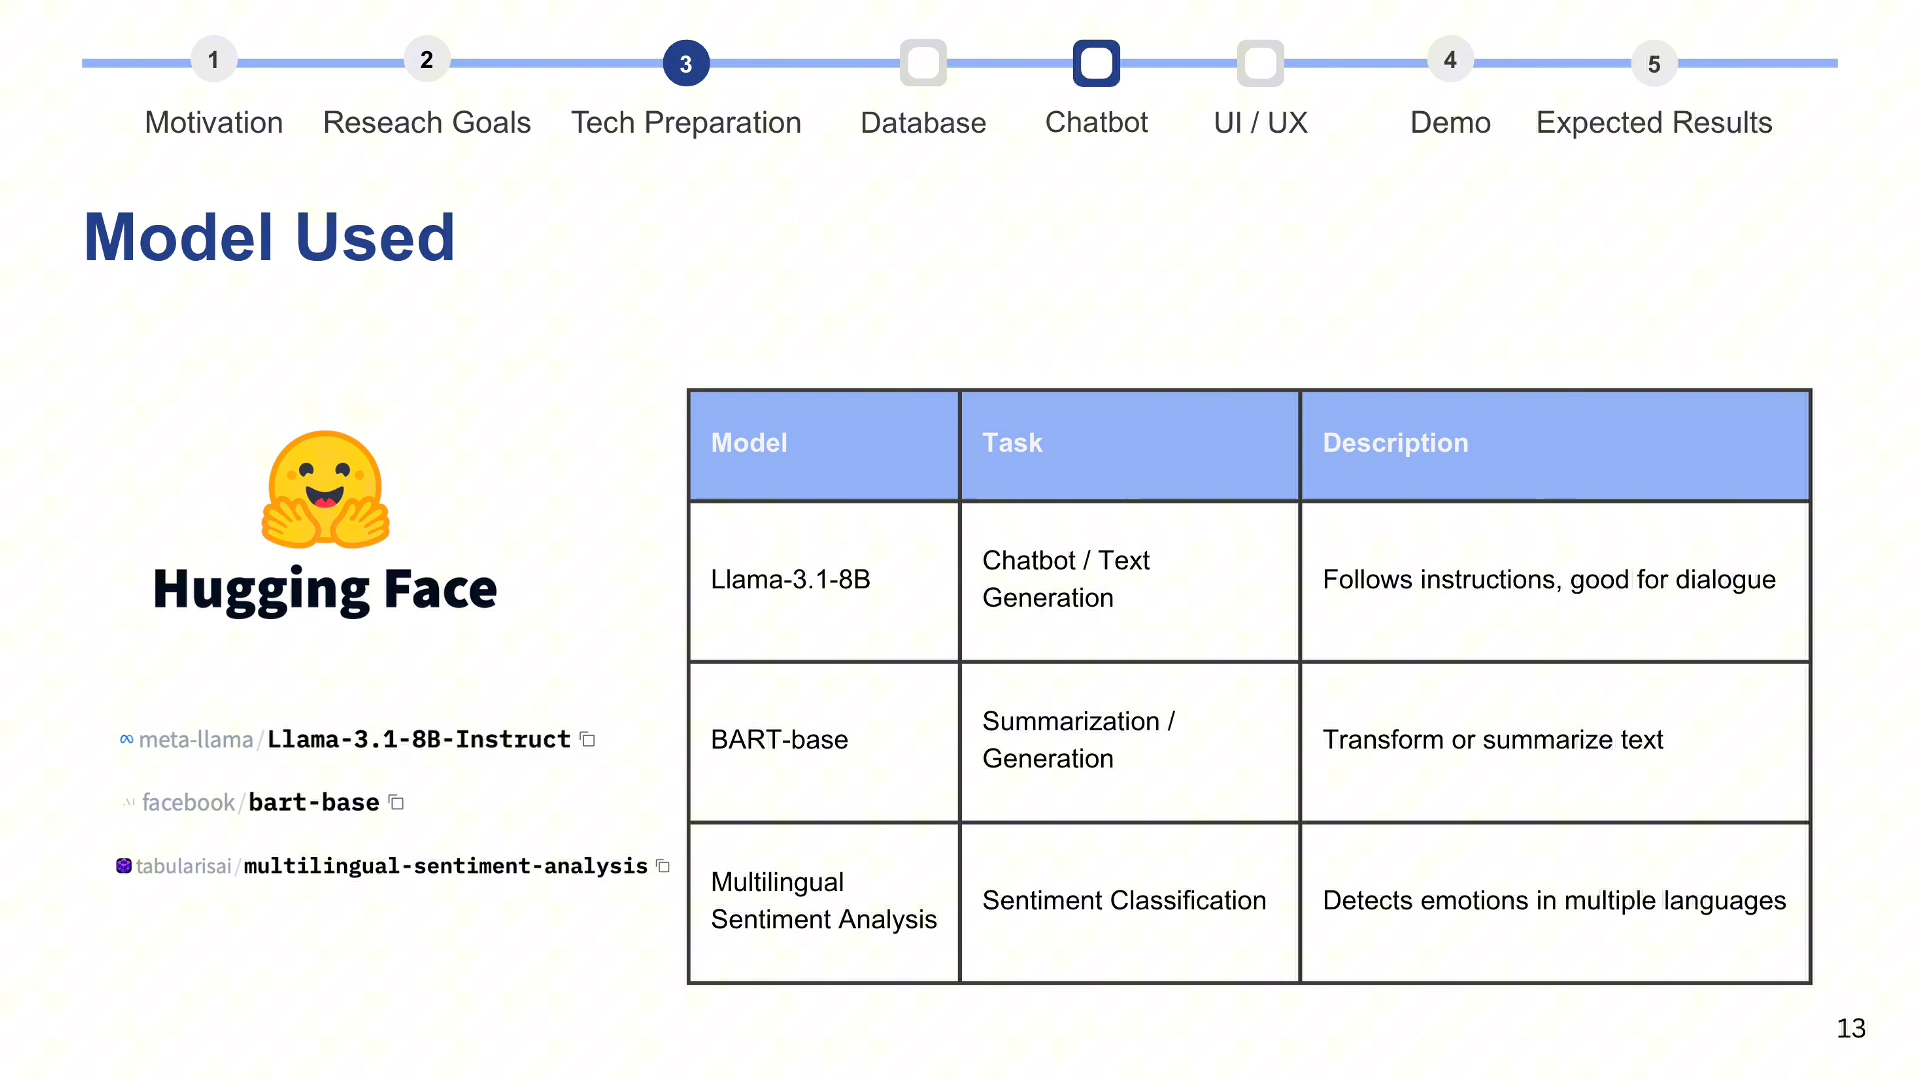 1 2 3 4 5
Motivation Reseach Goals Tech Preparation Database Chatbot UI / UX Demo Expected Results
Model Used
Hugging Face
meta-llama/Llama-3.1-8B-Instruct
facebook/bart-base
tabularisai/multilingual-sentiment-analysis
Model Task Description
Llama-3.1-8B Chatbot / Text Generation Follows instructions, good for dialogue
BART-base Summarization / Generation Transform or summarize text
Multilingual Sentiment Analysis Sentiment Classification Detects emotions in multiple languages
13